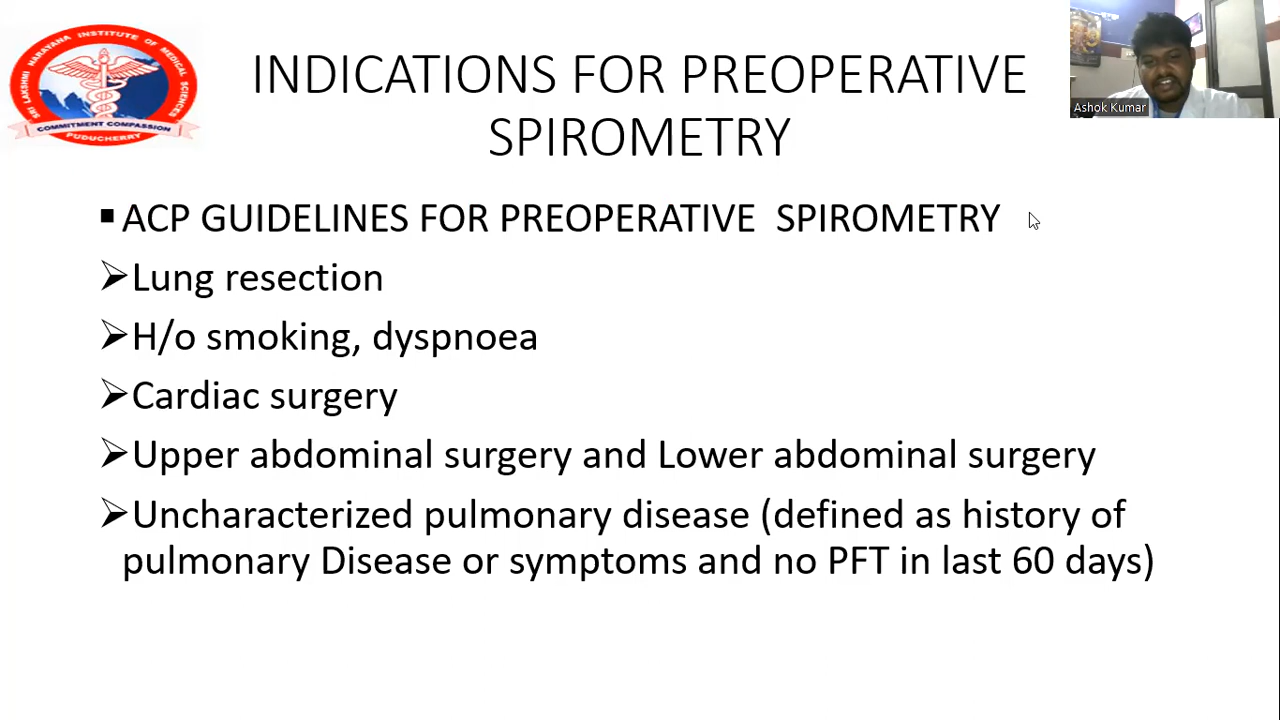 SRI LAKSHMI NARAYANA INSTITUTE OF MEDICAL SCIENCES
COMMITMENT COMPASSION
PUDUCHERRY
INDICATIONS FOR PREOPERATIVE
SPIROMETRY
Ashok Kumar
ACP GUIDELINES FOR PREOPERATIVE SPIROMETRY
Lung resection
H/o smoking, dyspnoea
Cardiac surgery
Upper abdominal surgery and Lower abdominal surgery
Uncharacterized pulmonary disease (defined as history of
pulmonary Disease or symptoms and no PFT in last 60 days)